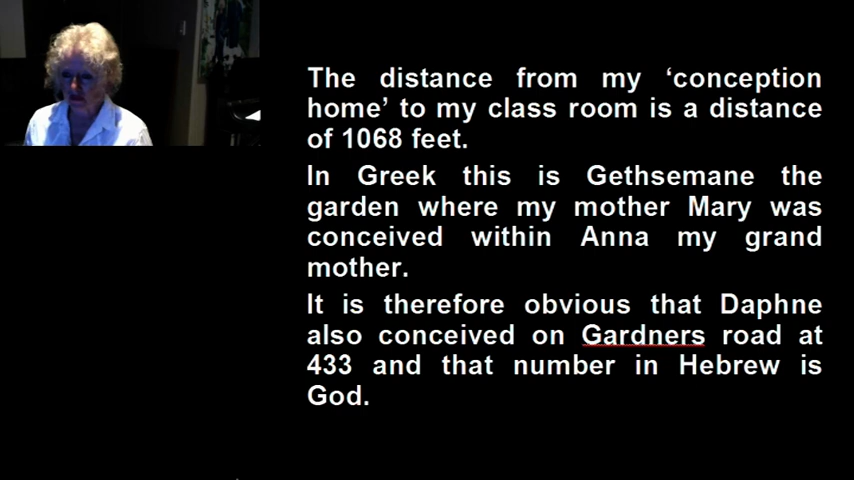 The distance from my ‘conception
home’ to my class room is a distance
of 1068 feet.
In Greek this is Gethsemane the
garden where my mother Mary was
conceived within Anna my grand
mother.
It is therefore obvious that Daphne
also conceived on Gardners road at
433 and that number in Hebrew is
God.